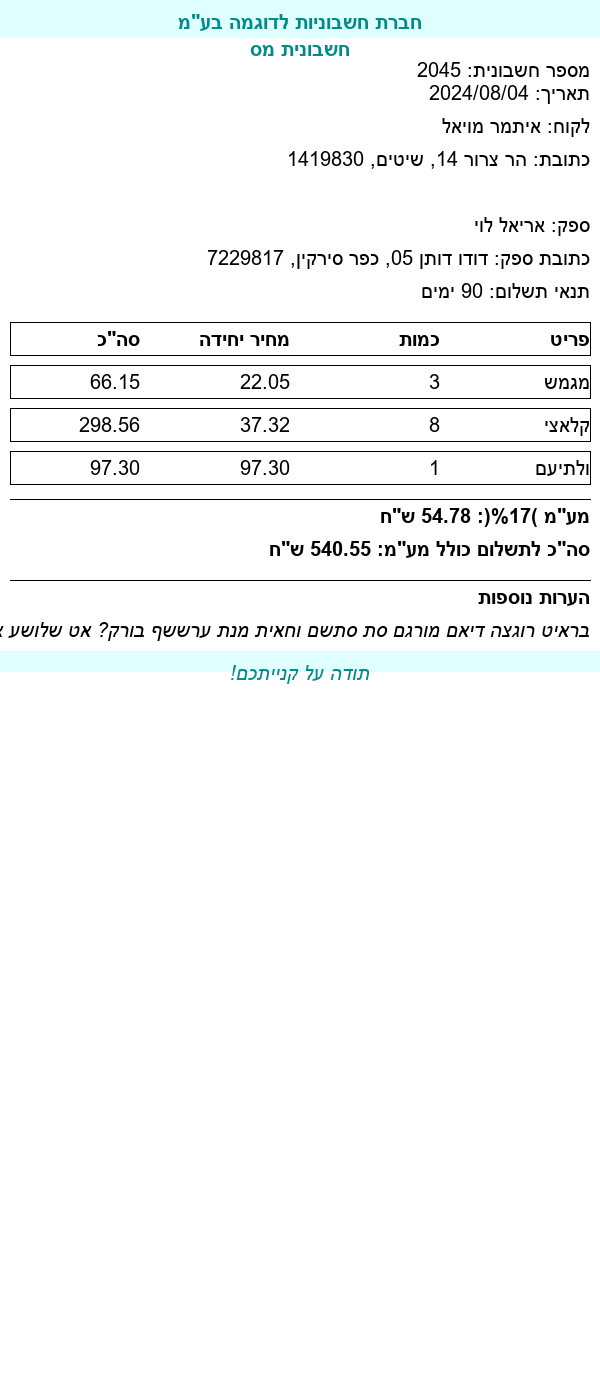 חברת חשבוניות לדוגמה בע"מ
חשבונית מס
מספר חשבונית: 2045
תאריך: 2024/08/04
לקוח: איתמר מויאל
כתובת: הר צרור 14, שיטים, 1419830
ספק: אריאל לוי
כתובת ספק: דודו דותן 05, כפר סירקין, 7229817
תנאי תשלום: 90 ימים
פריט כמות מחיר יחידה סה"כ
מגמש 3 22.05 66.15
קלאצי 8 37.32 298.56
ולתיעם 1 97.30 97.30
מע"מ )17%(: 54.78 ש"ח
סה"כ לתשלום כולל מע"מ: 540.55 ש"ח
הערות נוספות
בראיט רוגצה דיאם מורגם סת סתשם וחאית מנת ערששף בורק? אט שלושע
תודה על קנייתכם!